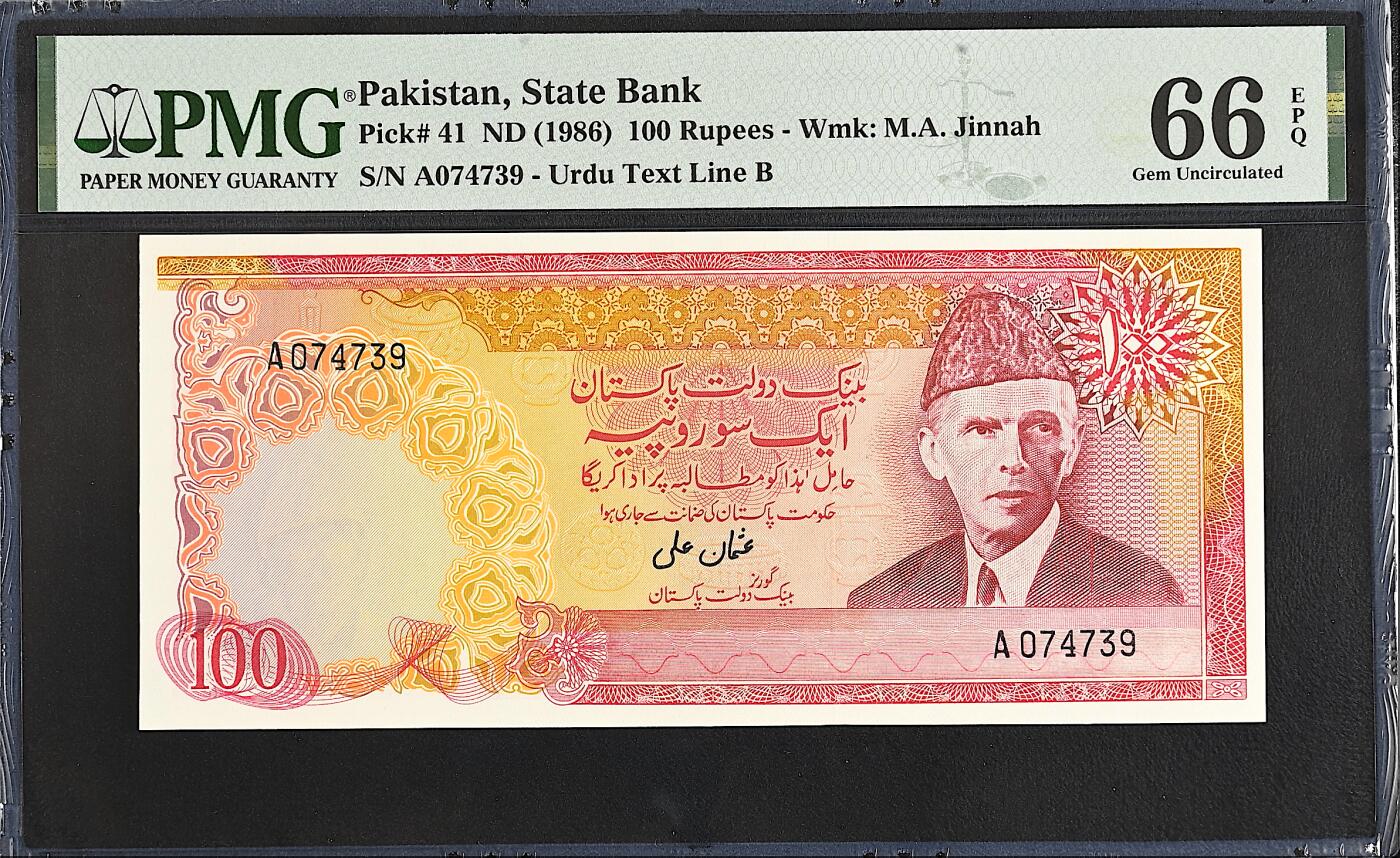 PMG®
PAPER MONEY GUARANTY
Pakistan, State Bank
Pick# 41 ND (1986) 100 Rupees - Wmk: M.A. Jinnah
S/N A074739 - Urdu Text Line B
66
EPQ
Gem Uncirculated
A074739
بینک دولت پاکستان
ایک سو روپیہ
حامل ہٰذا کو مطالبہ پر ادا کریگا
حکومت پاکستان کی ضمانت سے جاری ہوا
عثمان علی
گورنر
بینک دولت پاکستان
۱۰۰
100
A074739